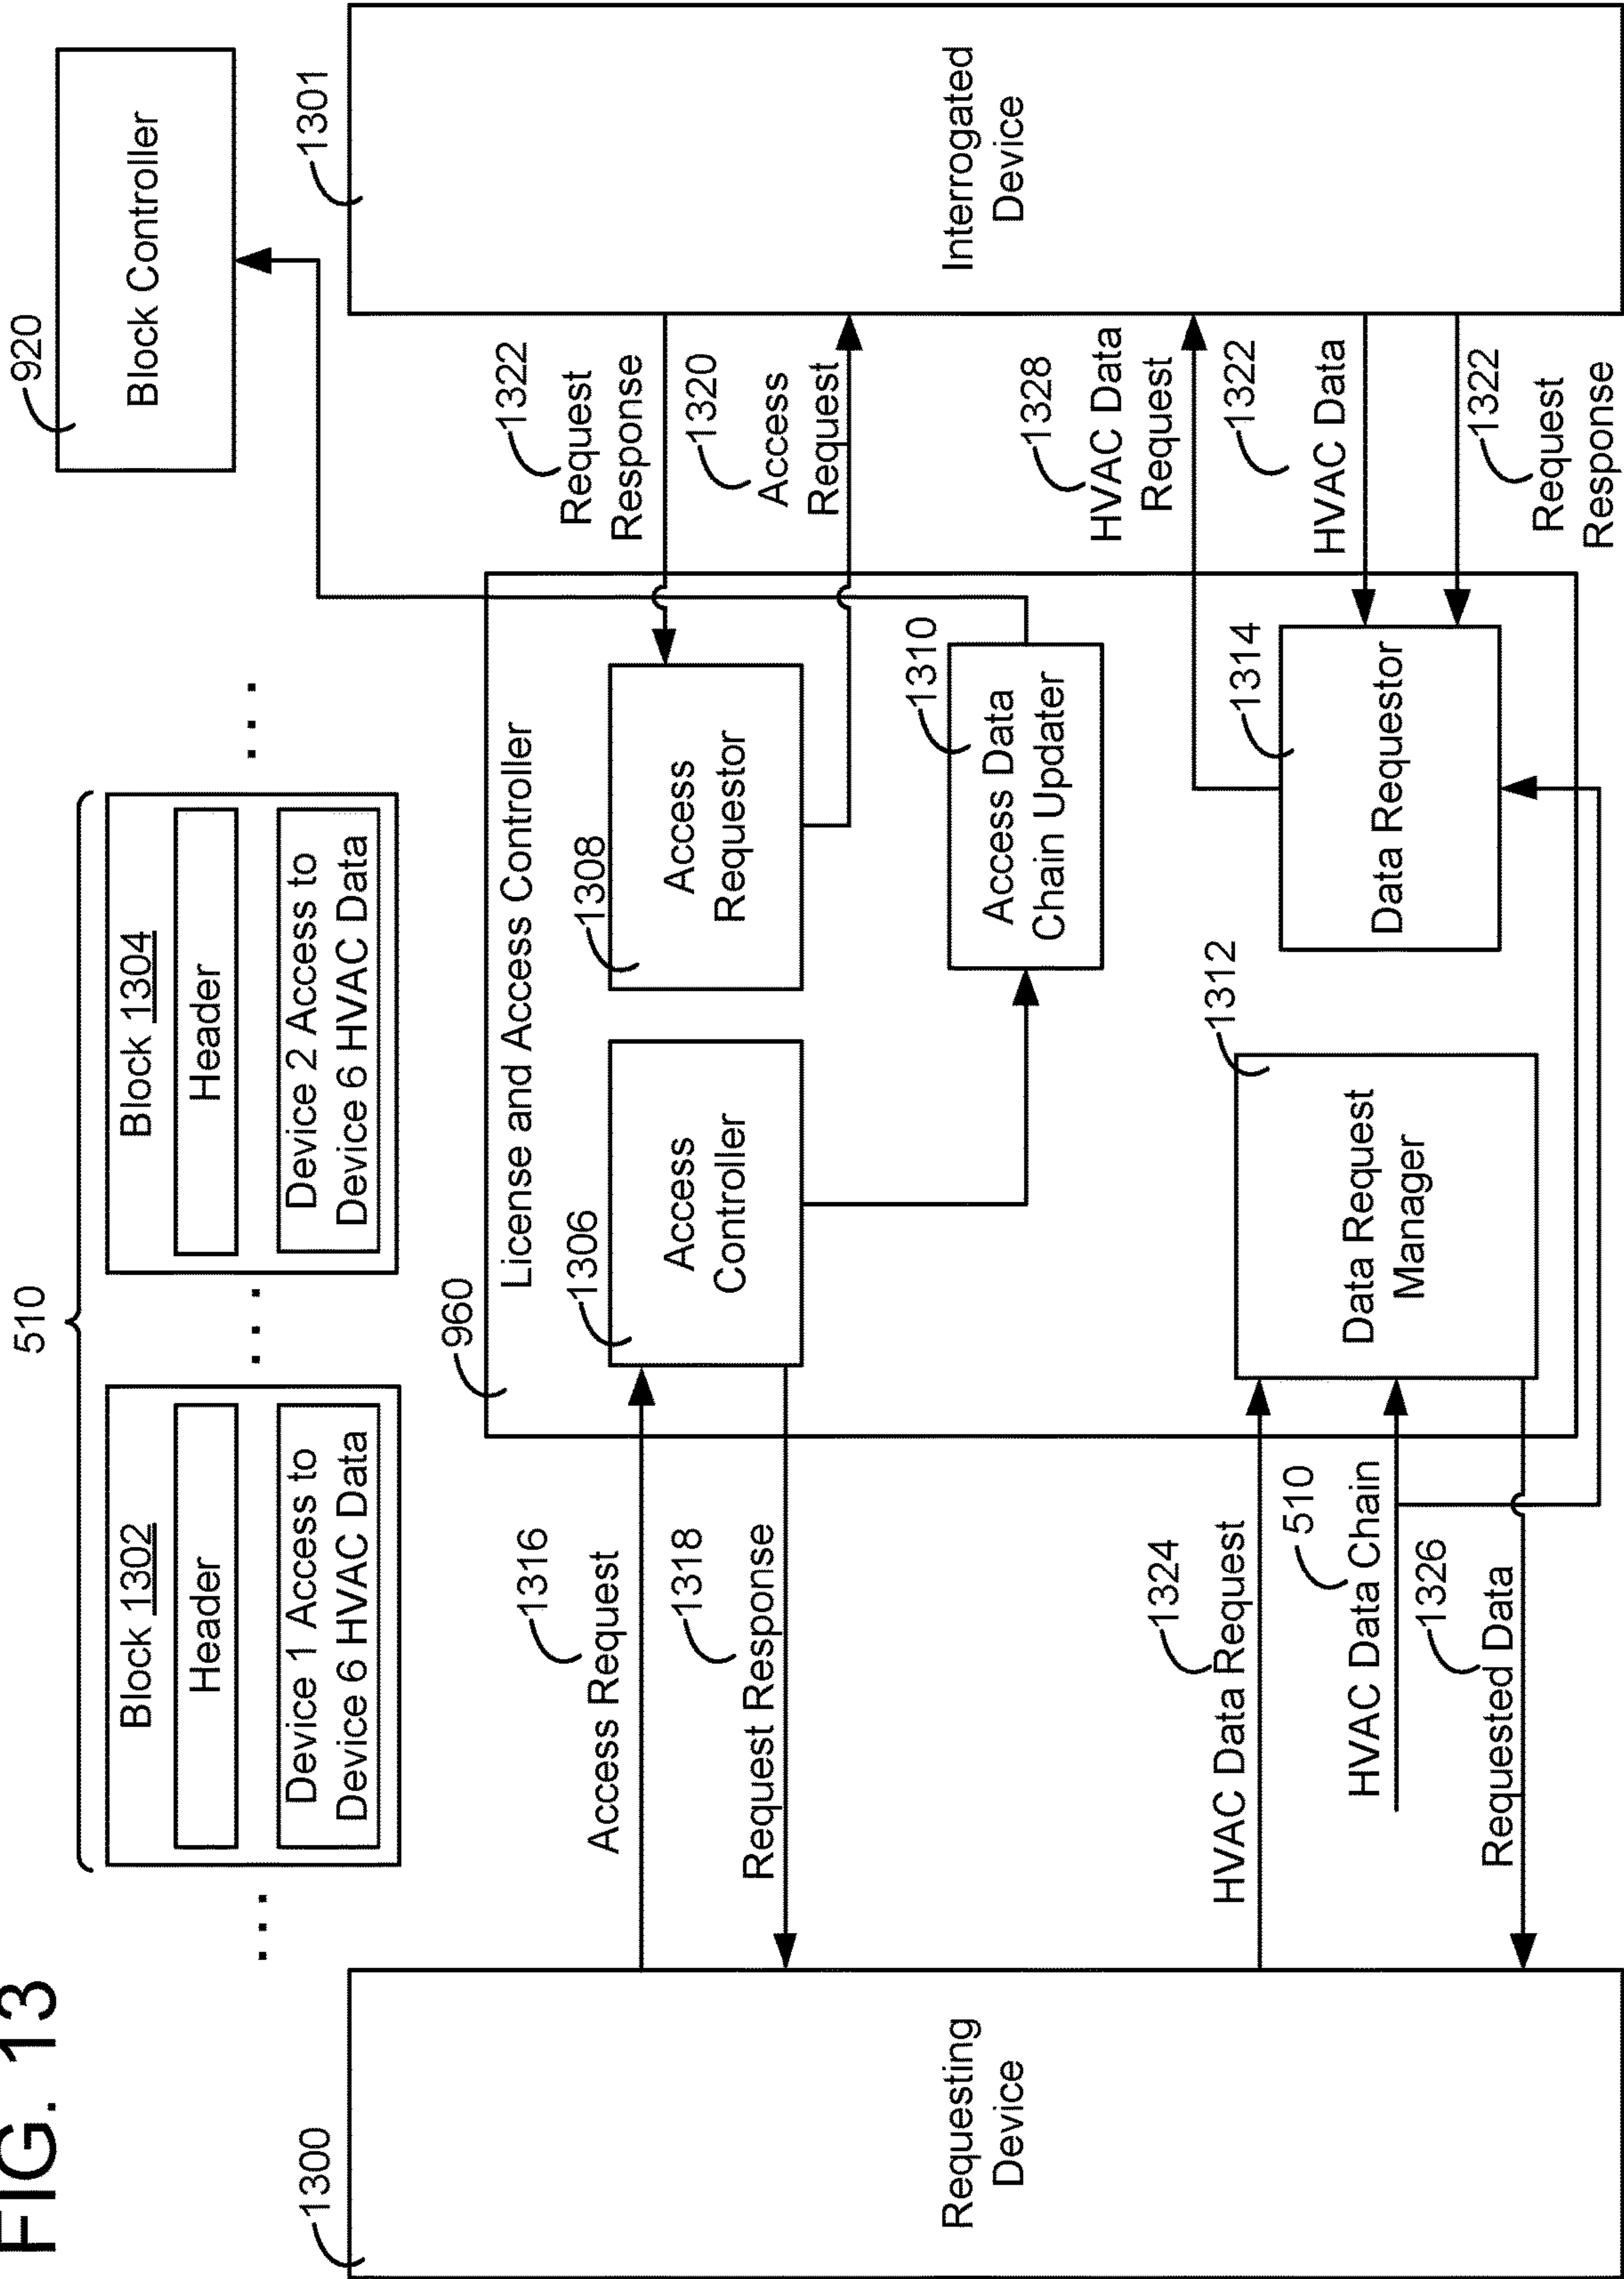 FIG. 13
510
Block 1302
Header
Device 1 Access to
Device 6 HVAC Data
. . .
. . .
Block 1304
Header
Device 2 Access to
Device 6 HVAC Data
. . .
920
Block Controller
1300
Requesting
Device
1316
Access Request
1318
Request Response
1324
HVAC Data Request
510
HVAC Data Chain
1326
Requested Data
960
License and Access Controller
1306
Access
Controller
1308
Access
Requestor
1310
Access Data
Chain Updater
1312
Data Request
Manager
1314
Data Requestor
1322
Request
Response
1320
Access
Request
1328
HVAC Data
Request
1322
HVAC Data
1322
Request
Response
1301
Interrogated
Device